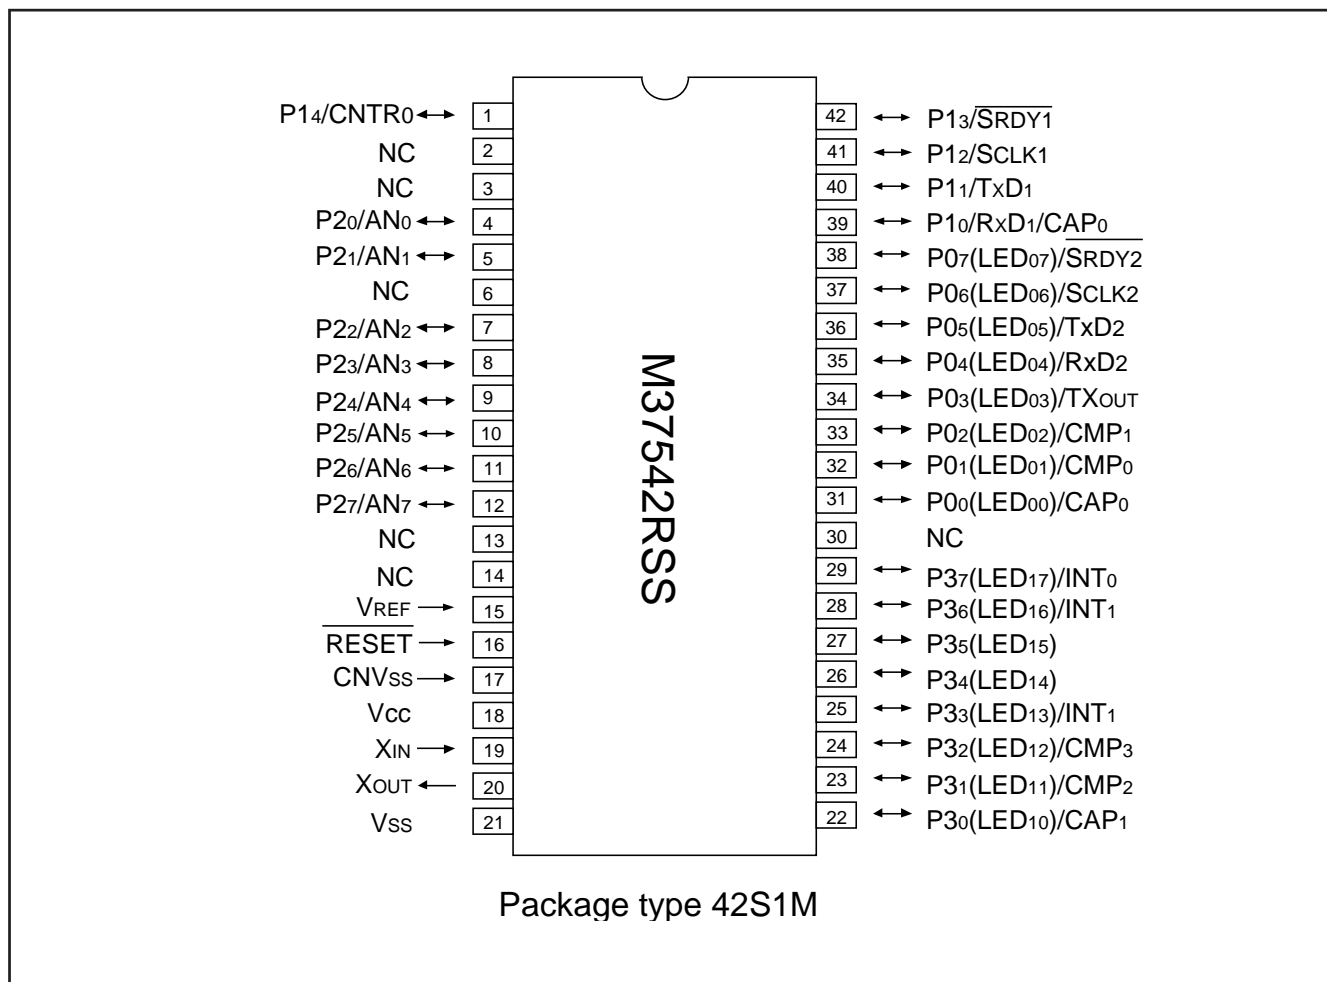 P14/CNTR0
1
NC
2
NC
3
P20/AN0
4
P21/AN1
5
NC
6
P22/AN2
7
P23/AN3
8
P24/AN4
9
P25/AN5
10
P26/AN6
11
P27/AN7
12
NC
13
NC
14
VREF
15
RESET
16
CNVSS
17
Vcc
18
XIN
19
XOUT
20
VSS
21
M37542RSS
42
P13/SRDY1
41
P12/SCLK1
40
P11/TXD1
39
P10/RXD1/CAP0
38
P07(LED07)/SRDY2
37
P06(LED06)/SCLK2
36
P05(LED05)/TxD2
35
P04(LED04)/RxD2
34
P03(LED03)/TXOUT
33
P02(LED02)/CMP1
32
P01(LED01)/CMP0
31
P00(LED00)/CAP0
30
NC
29
P37(LED17)/INT0
28
P36(LED16)/INT1
27
P35(LED15)
26
P34(LED14)
25
P33(LED13)/INT1
24
P32(LED12)/CMP3
23
P31(LED11)/CMP2
22
P30(LED10)/CAP1
Package type 42S1M